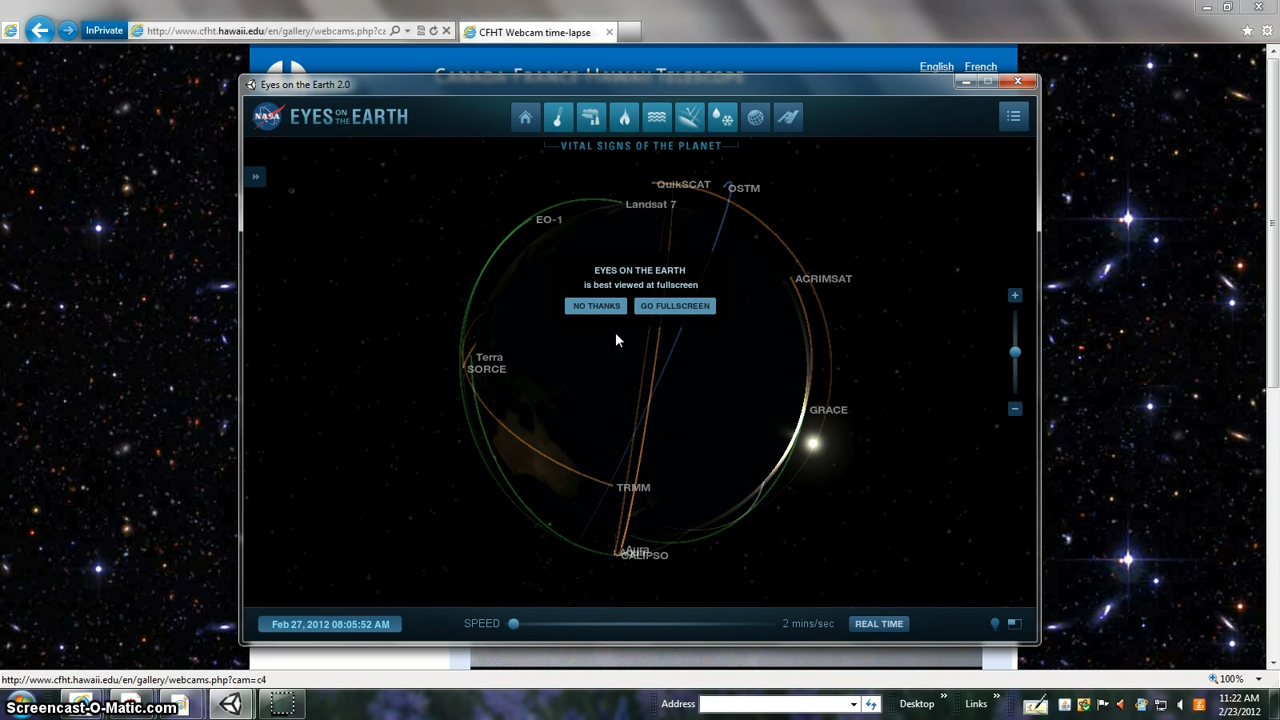 InPrivate
http://www.cfht.hawaii.edu/en/gallery/webcams.php?ca
CFHT Webcam time-lapse
English French
Eyes on the Earth 2.0
NASA EYES ON THE EARTH
VITAL SIGNS OF THE PLANET
QuikSCAT
OSTM
Landsat 7
EO-1
EYES ON THE EARTH
is best viewed at fullscreen
NO THANKS GO FULLSCREEN
ACRIMSAT
Terra
SORCE
GRACE
TRMM
CALIPSO
Feb 27, 2012 08:05:52 AM SPEED 2 mins/sec REAL TIME
http://www.cfht.hawaii.edu/en/gallery/webcams.php?cam=c4
100%
Screencast-O-Matic.com
Address Desktop Links
11:22 AM
2/23/2012